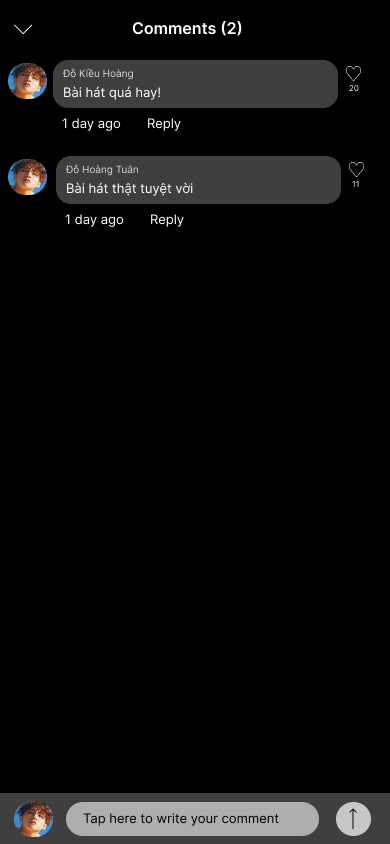 Comments (2)
Đỗ Kiều Hoàng
Bài hát quá hay!
20
1 day ago Reply
Đỗ Hoàng Tuân
Bài hát thật tuyệt vời
11
1 day ago Reply
Tap here to write your comment